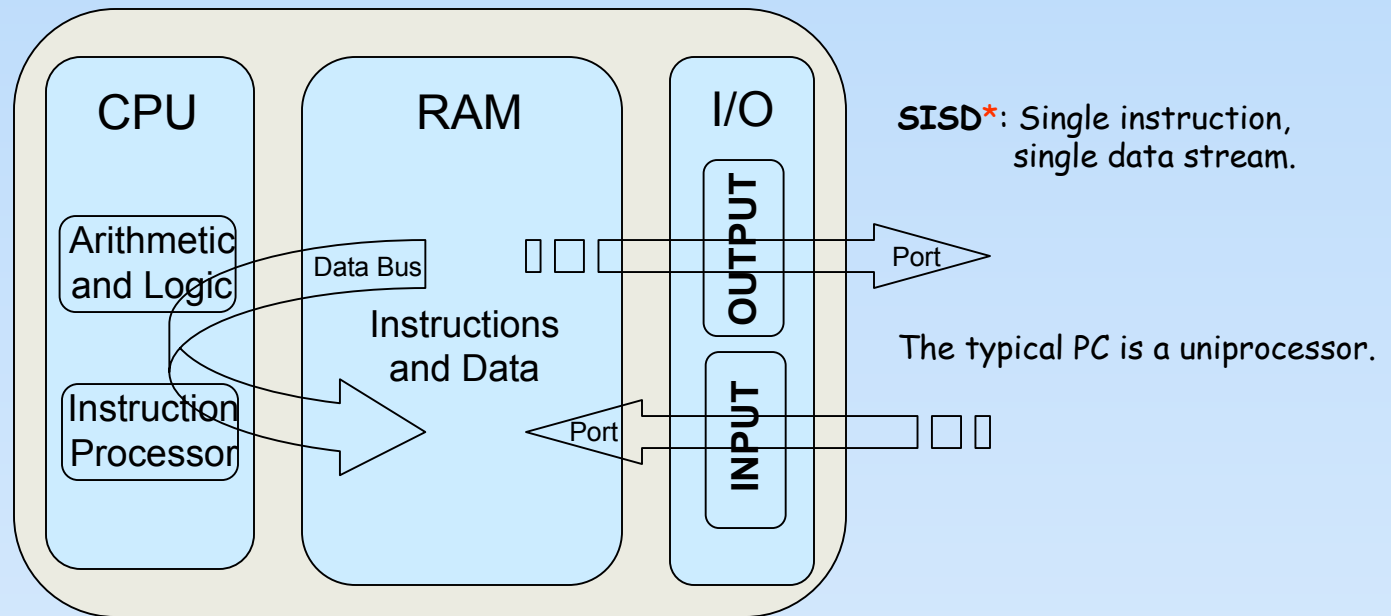 CPU
RAM
I/O
SISD*: Single instruction,
single data stream.
OUTPUT
Arithmetic
and Logic
Data Bus
Port
Instructions
and Data
The typical PC is a uniprocessor.
INPUT
Instruction
Processor
Port